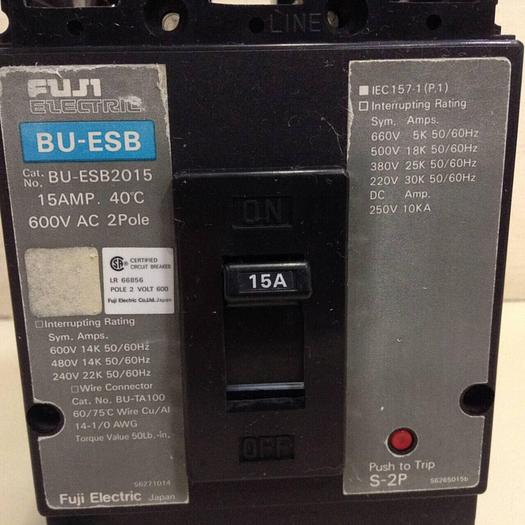 LINE
FUJI
ELECTRIC
BU-ESB
Cat. No. BU-ESB2015
15AMP. 40℃
600V AC 2Pole
CERTIFIED
CIRCUIT BREAKER
LR 66856
POLE 2 VOLT 600
Fuji Electric Co.Ltd. Japan
□Interrupting Rating
Sym. Amps.
600V 14K 50/60Hz
480V 14K 50/60Hz
240V 22K 50/60Hz
□Wire Connector
Cat. No. BU-TA100
60/75℃ Wire Cu/Al
14-1/0 AWG
Torque Value 50Lb.-in.
S6271014
Fuji Electric Japan
ON
15A
OFF
■IEC 157-1 (P,1)
□Interrupting Rating
Sym. Amps.
660V 5K 50/60Hz
500V 18K 50/60Hz
380V 25K 50/60Hz
220V 30K 50/60Hz
DC Amp.
250V 10KA
Push to Trip
S-2P
S6265015b